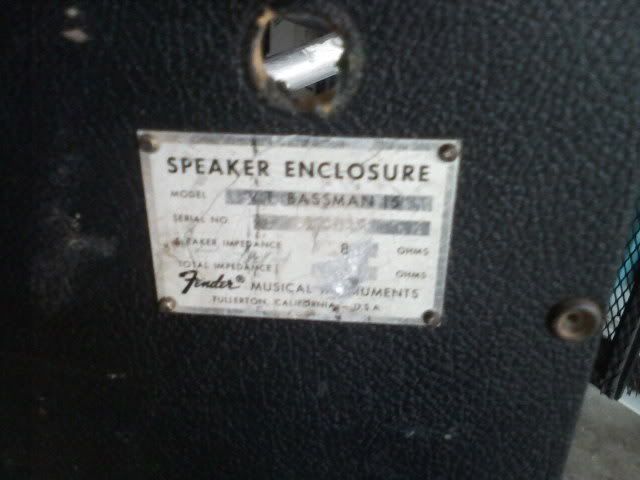 SPEAKER ENCLOSURE
MODEL BASSMAN 15
SERIAL NO.
SPEAKER IMPEDANCE 8 OHMS
TOTAL IMPEDANCE OHMS
Fender® MUSICAL INSTRUMENTS
FULLERTON, CALIFORNIA - U.S.A.